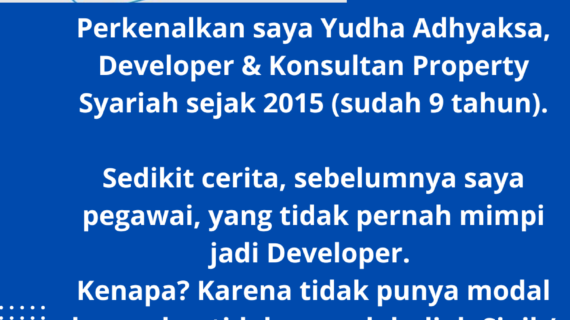 Perkenalkan saya Yudha Adhyaksa,
Developer & Konsultan Property
Syariah sejak 2015 (sudah 9 tahun).
Sedikit cerita, sebelumnya saya
pegawai, yang tidak pernah mimpi
jadi Developer.
Kenapa? Karena tidak punya modal